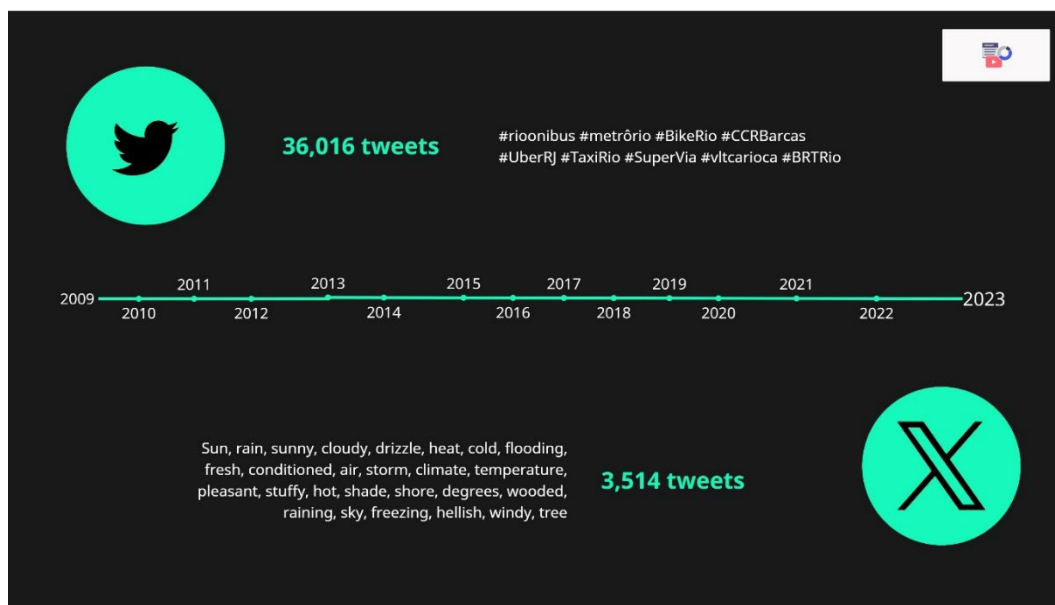 36,016 tweets
#rioonibus #metrôrio #BikeRio #CCRBarcas
#UberRJ #TaxiRio #SuperVia #vltcarioca #BRTRio
2009
2010
2011
2012
2013
2014
2015
2016
2017
2018
2019
2020
2021
2022
2023
Sun, rain, sunny, cloudy, drizzle, heat, cold, flooding,
fresh, conditioned, air, storm, climate, temperature,
pleasant, stuffy, hot, shade, shore, degrees, wooded,
raining, sky, freezing, hellish, windy, tree
3,514 tweets